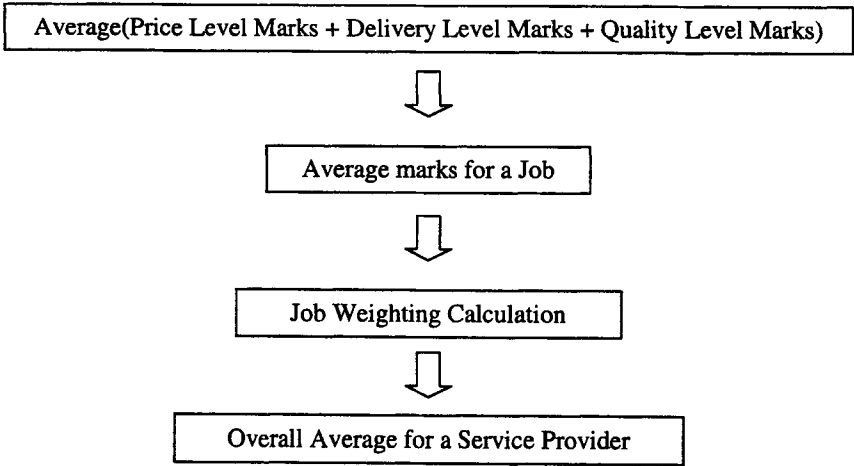 Average(Price Level Marks + Delivery Level Marks + Quality Level Marks)
Average marks for a Job
Job Weighting Calculation
Overall Average for a Service Provider